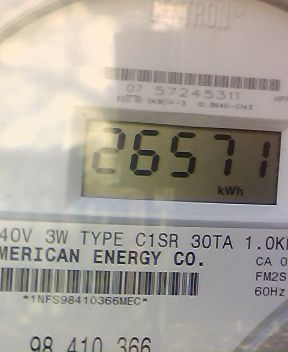 CENTRON®
07 57245311
26571
kWh
40V 3W TYPE C1SR 30TA 1.0K
MERICAN ENERGY CO.
CA 0
FM2S
60Hz
*1NFS98410366MEC*
98 410 366